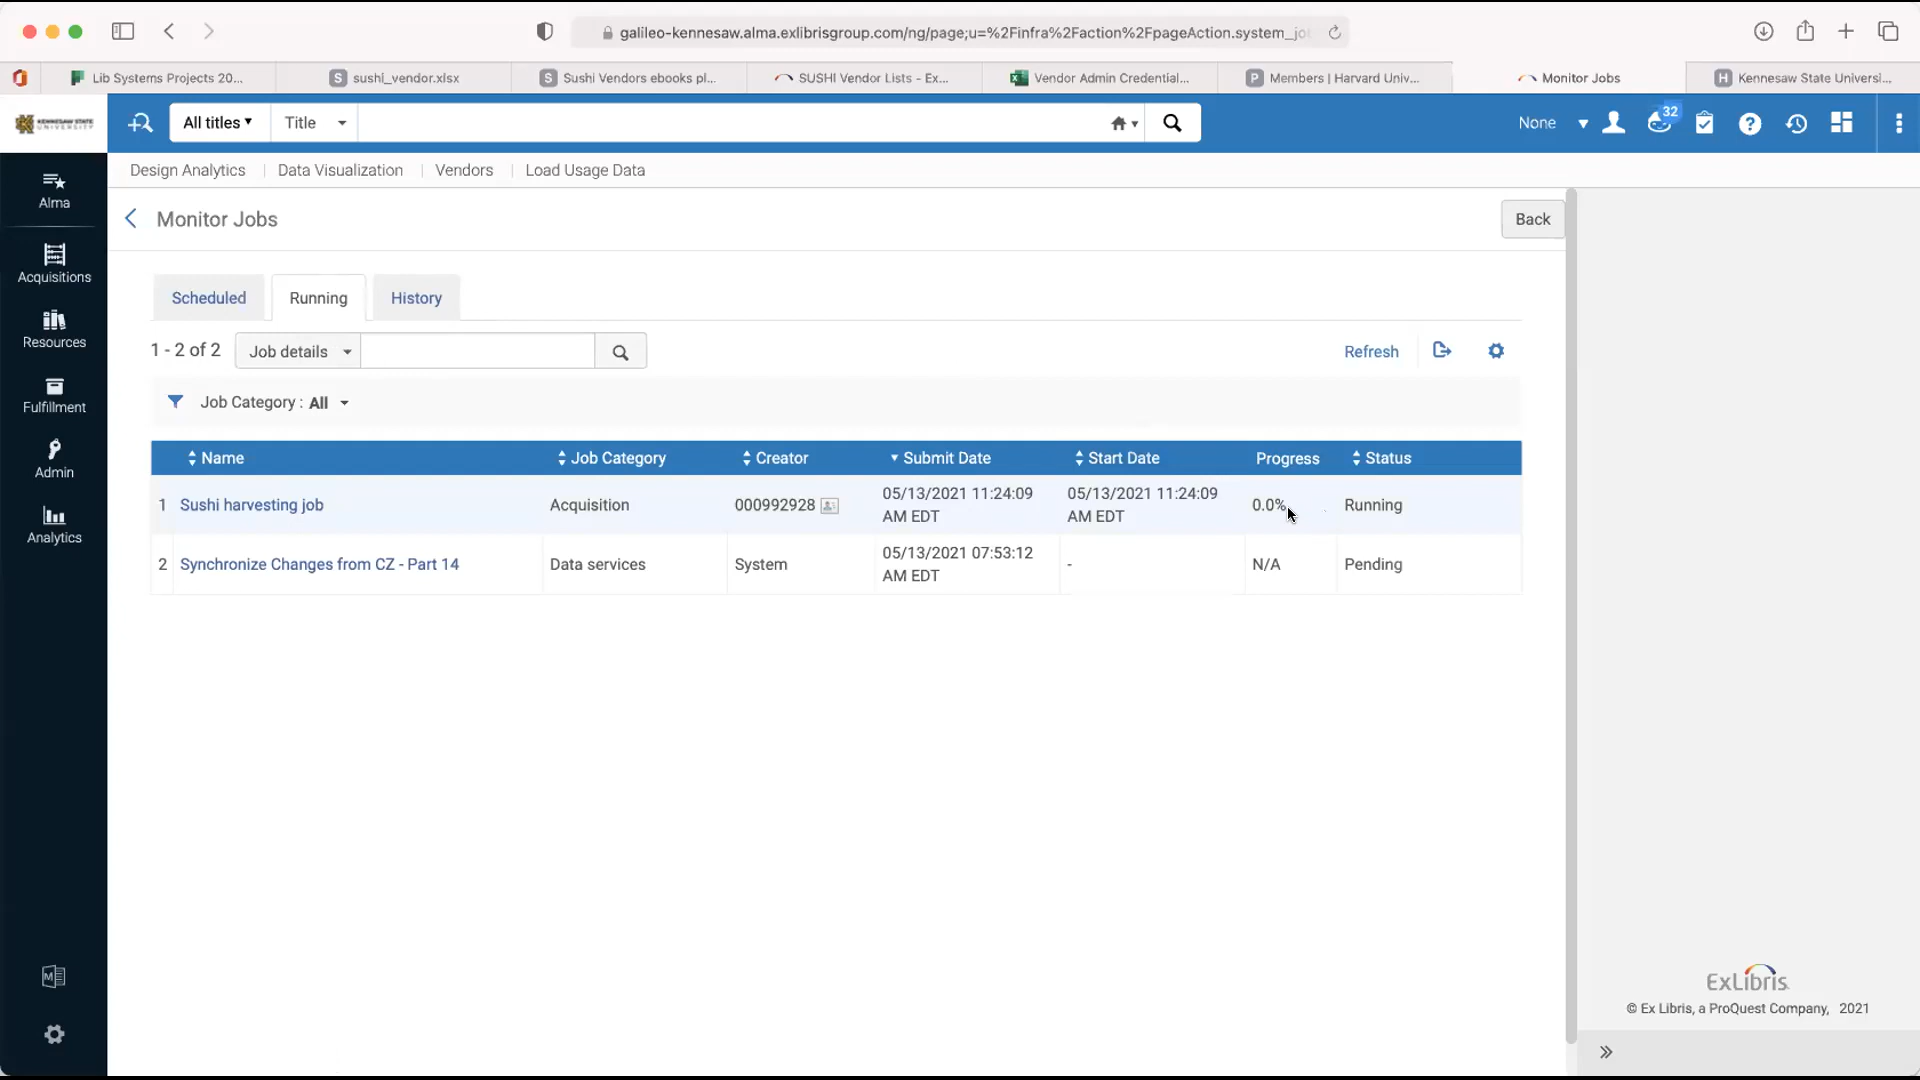 galileo-kennesaw.alma.exlibrisgroup.com/ng/page;u=%2Finfra%2Faction%2FpageAction.system_jo
Lib Systems Projects 20... sushi_vendor.xlsx Sushi Vendors ebooks pl... SUSHI Vendor Lists - Ex... Vendor Admin Credential... Members | Harvard Univ... Monitor Jobs Kennesaw State Universi...
KENNESAW STATE
UNIVERSITY
All titles Title None 32
Design Analytics Data Visualization Vendors Load Usage Data
Alma
Acquisitions
Resources
Fulfillment
Admin
Analytics
Monitor Jobs Back
Scheduled Running History
1 - 2 of 2 Job details Refresh
Job Category : All
Name Job Category Creator Submit Date Start Date Progress Status
1 Sushi harvesting job Acquisition 000992928 05/13/2021 11:24:09 AM EDT 05/13/2021 11:24:09 AM EDT 0.0% Running
2 Synchronize Changes from CZ - Part 14 Data services System 05/13/2021 07:53:12 AM EDT - N/A Pending
ExLibris
© Ex Libris, a ProQuest Company, 2021